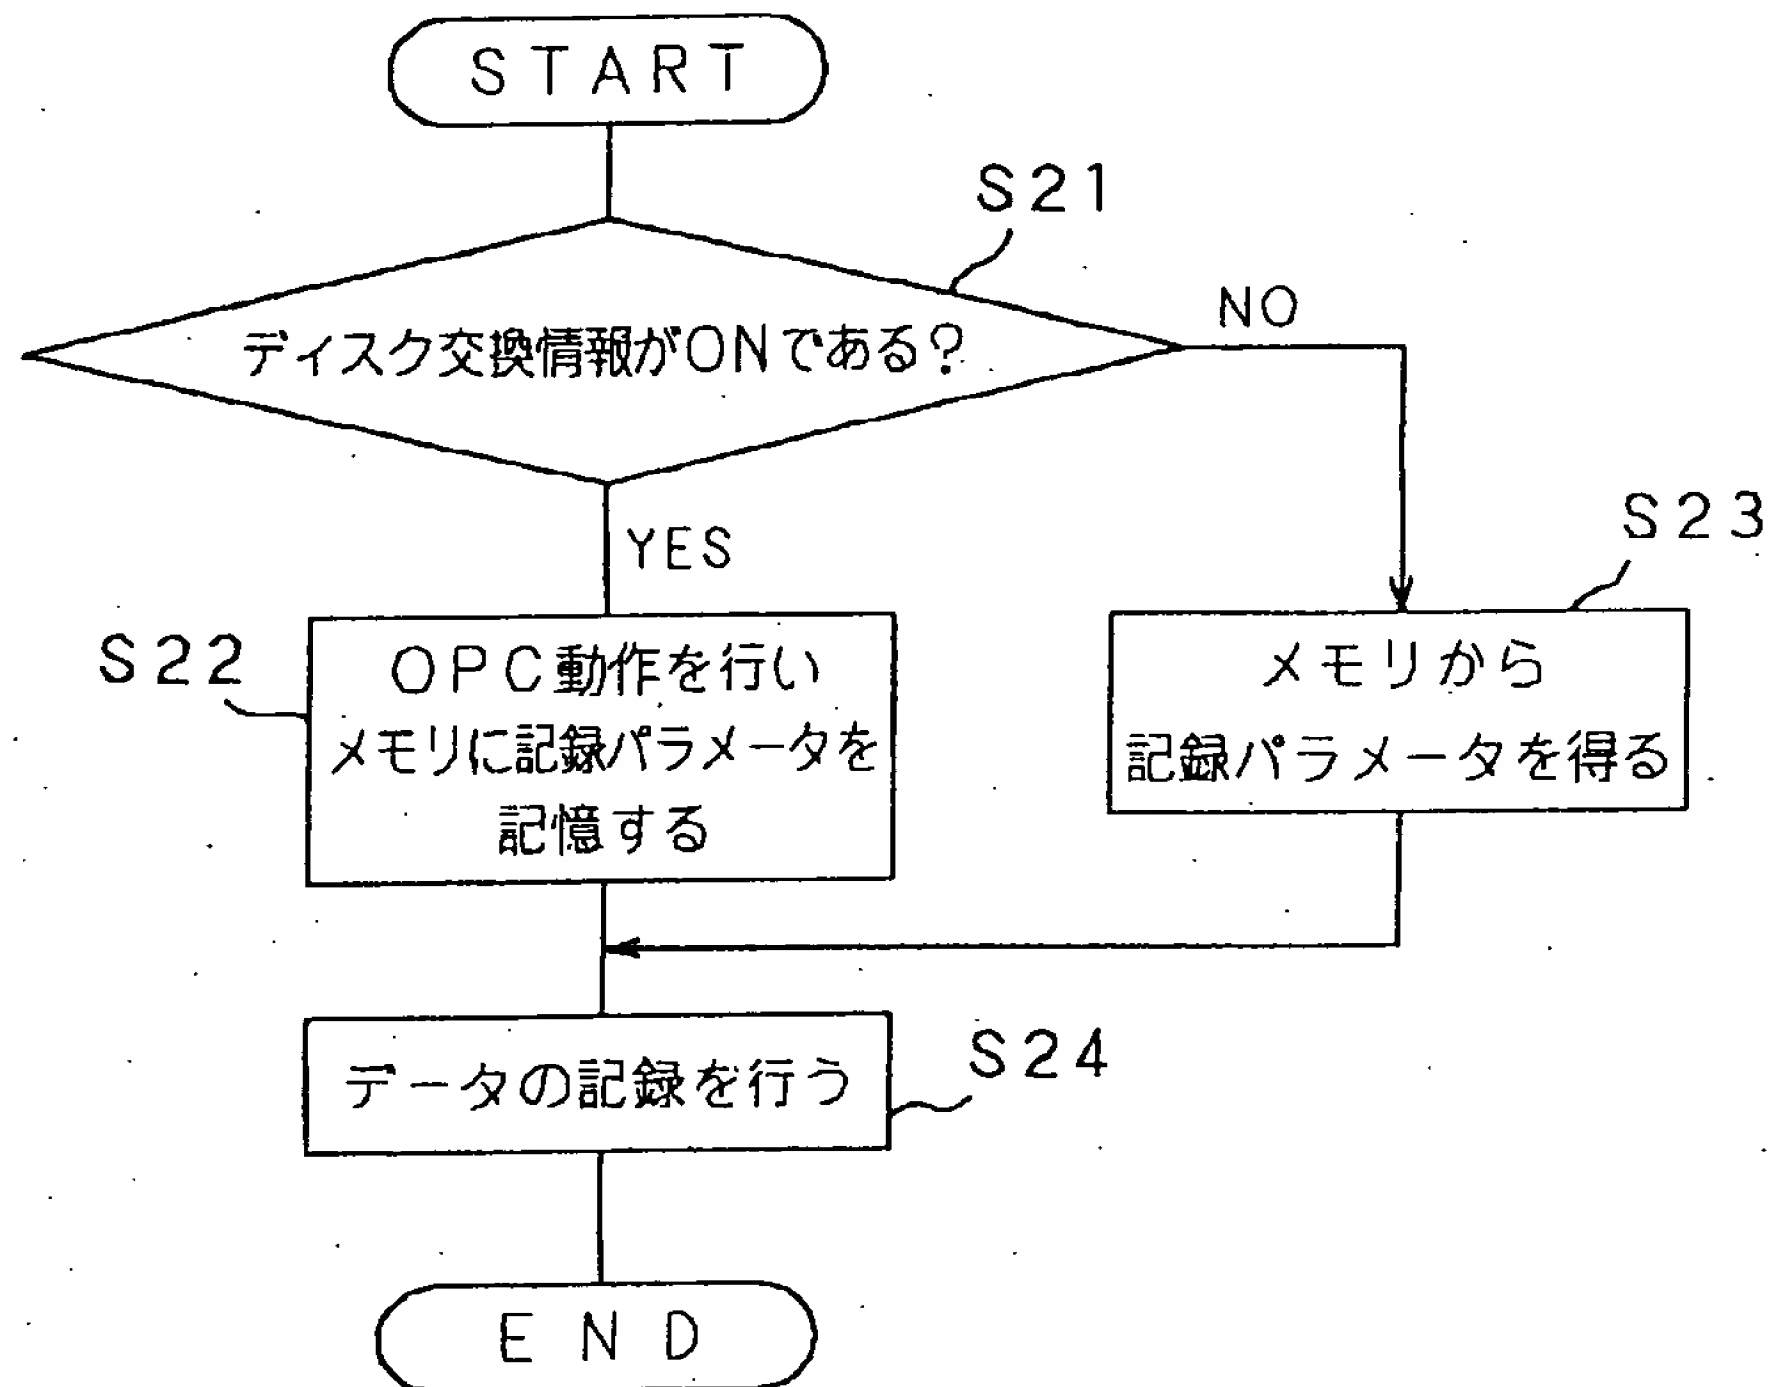 START
S21
ディスク交換情報がONである?
NO
YES
S22
OPC動作を行い
メモリに記録パラメータを
記憶する
S23
メモリから
記録パラメータを得る
データの記録を行う
S24
END